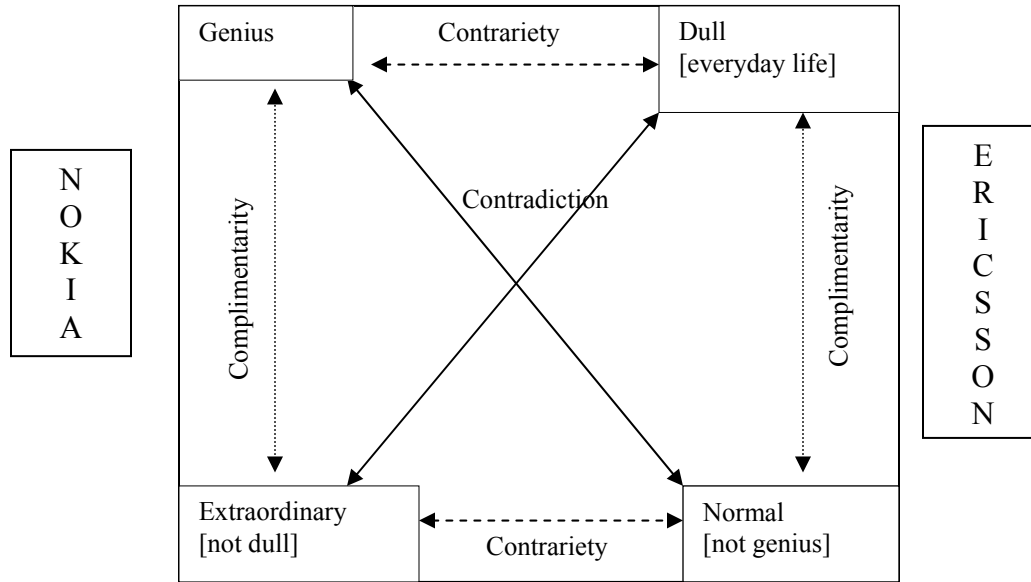 Genius
Contrariety
Dull
[everyday life]
N
O
K
I
A
E
R
I
C
S
S
O
N
Complimentarity
Contradiction
Complimentarity
Extraordinary
[not dull]
Contrariety
Normal
[not genius]